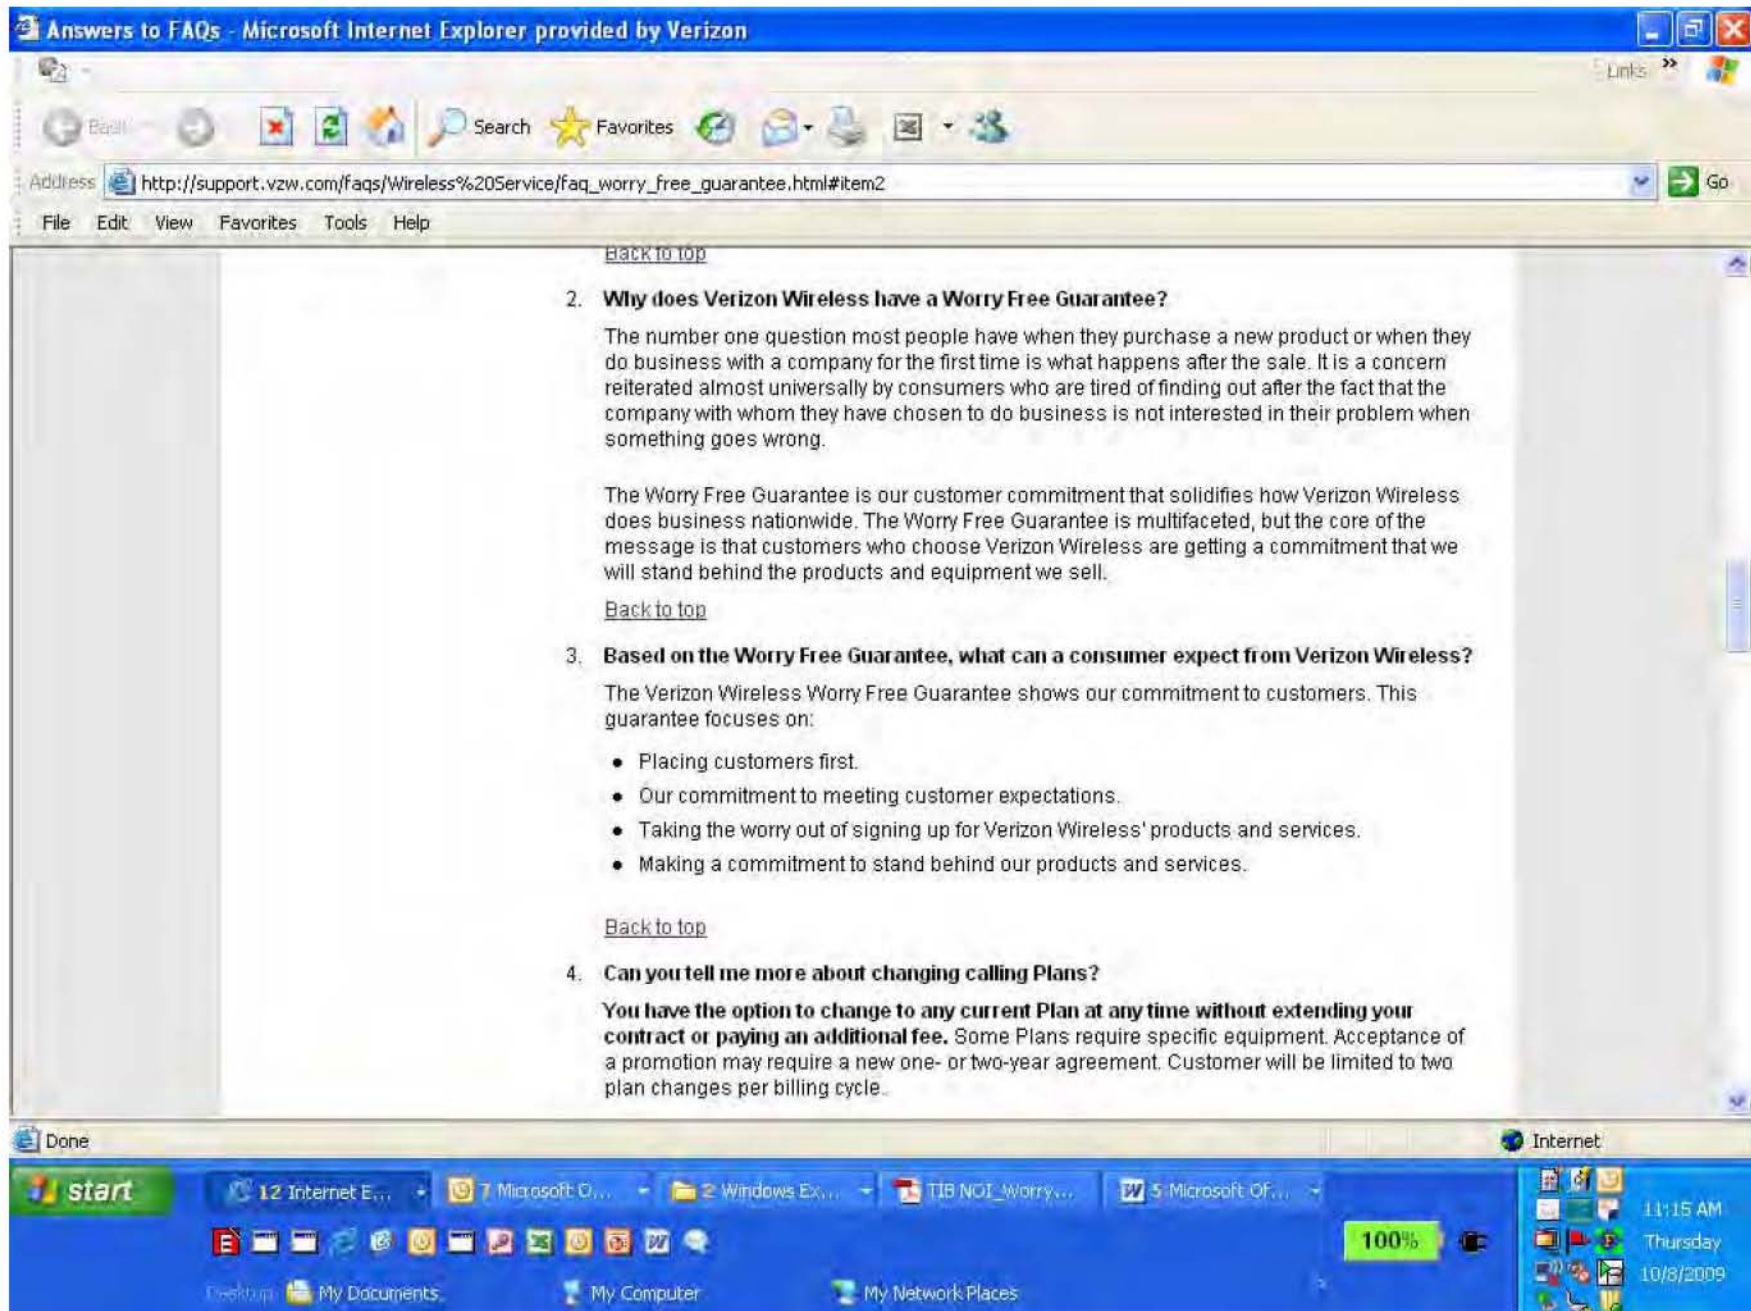 Answers to FAQs - Microsoft Internet Explorer provided by Verizon
Links »
Back
Search
Favorites
Address http://support.vzw.com/faqs/Wireless%20Service/faq_worry_free_guarantee.html#item2
Go
File Edit View Favorites Tools Help
Back to top
2. Why does Verizon Wireless have a Worry Free Guarantee?
The number one question most people have when they purchase a new product or when they
do business with a company for the first time is what happens after the sale. It is a concern
reiterated almost universally by consumers who are tired of finding out after the fact that the
company with whom they have chosen to do business is not interested in their problem when
something goes wrong.
The Worry Free Guarantee is our customer commitment that solidifies how Verizon Wireless
does business nationwide. The Worry Free Guarantee is multifaceted, but the core of the
message is that customers who choose Verizon Wireless are getting a commitment that we
will stand behind the products and equipment we sell.
Back to top
3. Based on the Worry Free Guarantee, what can a consumer expect from Verizon Wireless?
The Verizon Wireless Worry Free Guarantee shows our commitment to customers. This
guarantee focuses on:
• Placing customers first.
• Our commitment to meeting customer expectations.
• Taking the worry out of signing up for Verizon Wireless' products and services.
• Making a commitment to stand behind our products and services.
Back to top
4. Can you tell me more about changing calling Plans?
You have the option to change to any current Plan at any time without extending your
contract or paying an additional fee. Some Plans require specific equipment. Acceptance of
a promotion may require a new one- or two-year agreement. Customer will be limited to two
plan changes per billing cycle.
Done
Internet
start
12 Internet E...
7 Microsoft O...
2 Windows Ex...
TIB NOI_Worry...
5 Microsoft Of...
100%
11:15 AM
Thursday
10/8/2009
Desktop
My Documents
My Computer
My Network Places